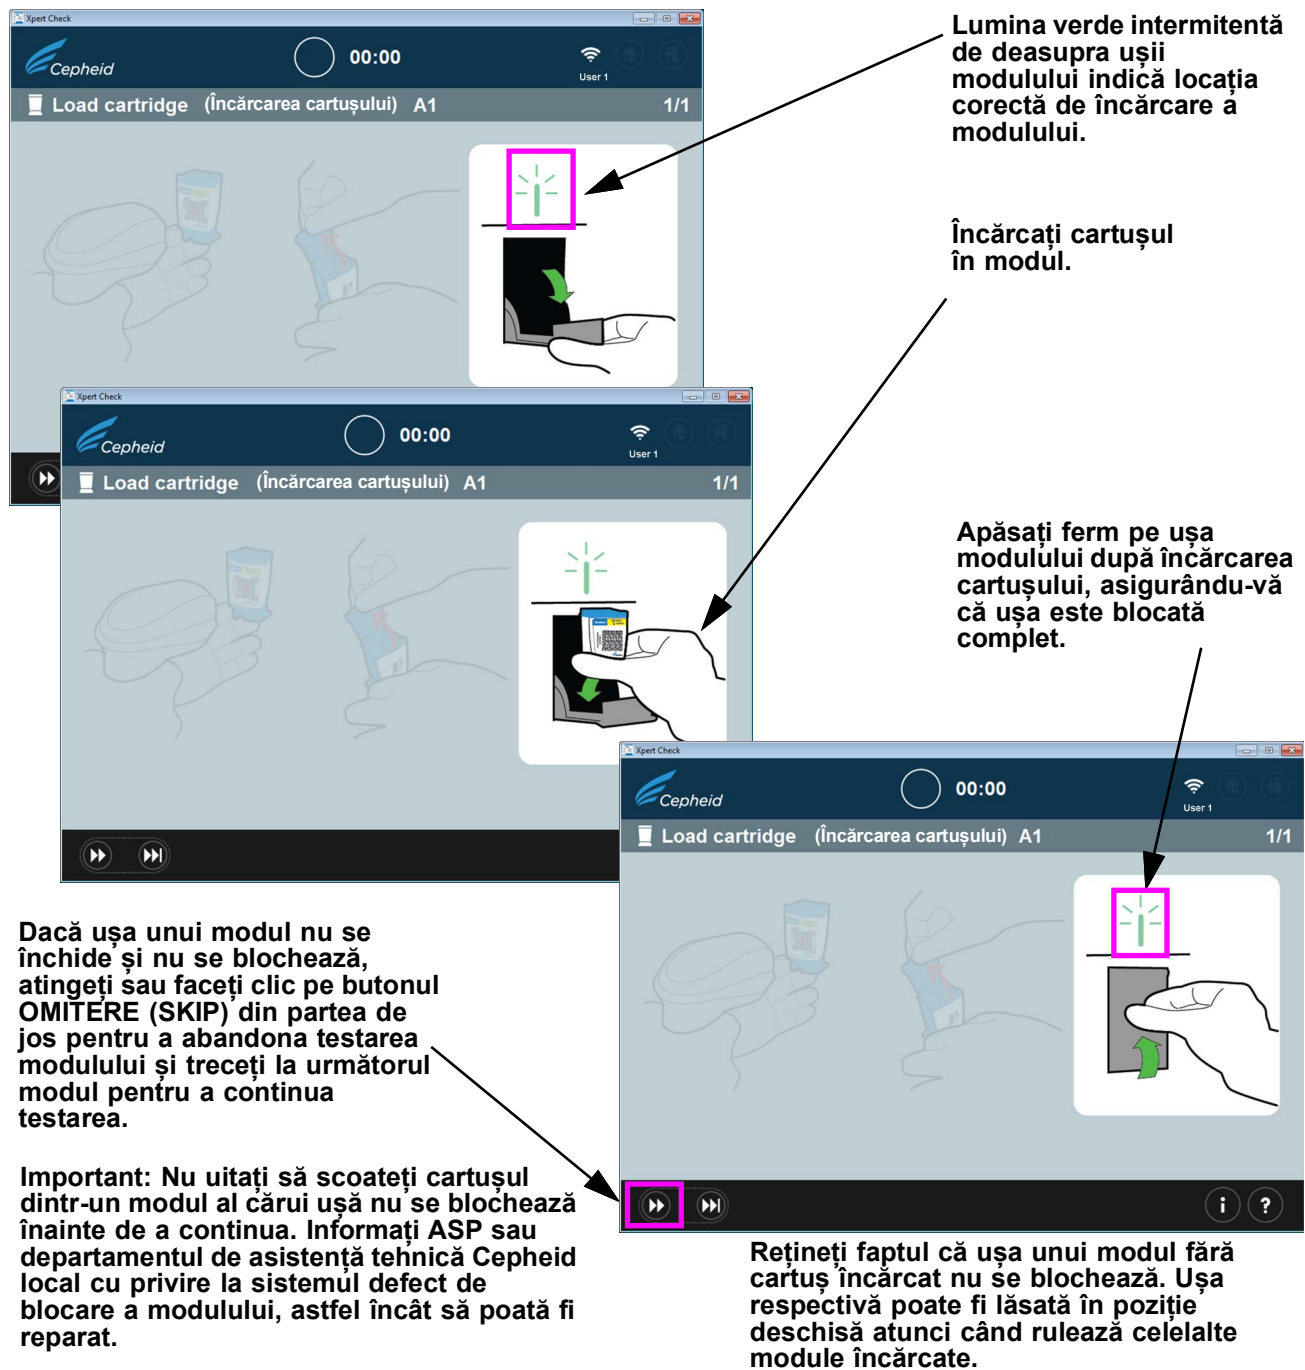 Xpert Check
Cepheid
00:00
User 1
Load cartridge (Încărcarea cartușului) A1 1/1
Lumina verde intermitentă
de deasupra ușii
modulului indică locația
corectă de încărcare a
modulului.
Încărcați cartușul
în modul.
Xpert Check
Cepheid
00:00
User 1
Load cartridge (Încărcarea cartușului) A1 1/1
Apăsați ferm pe ușa
modulului după încărcarea
cartușului, asigurându-vă
că ușa este blocată
complet.
Xpert Check
Cepheid
00:00
User 1
Load cartridge (Încărcarea cartușului) A1 1/1
i ?
Dacă ușa unui modul nu se
închide și nu se blochează,
atingeți sau faceți clic pe butonul
OMITERE (SKIP) din partea de
jos pentru a abandona testarea
modulului și treceți la următorul
modul pentru a continua
testarea.
Important: Nu uitați să scoateți cartușul
dintr-un modul al cărui ușă nu se blochează
înainte de a continua. Informați ASP sau
departamentul de asistență tehnică Cepheid
local cu privire la sistemul defect de
blocare a modulului, astfel încât să poată fi
reparat.
Rețineți faptul că ușa unui modul fără
cartuș încărcat nu se blochează. Ușa
respectivă poate fi lăsată în poziție
deschisă atunci când rulează celelalte
module încărcate.